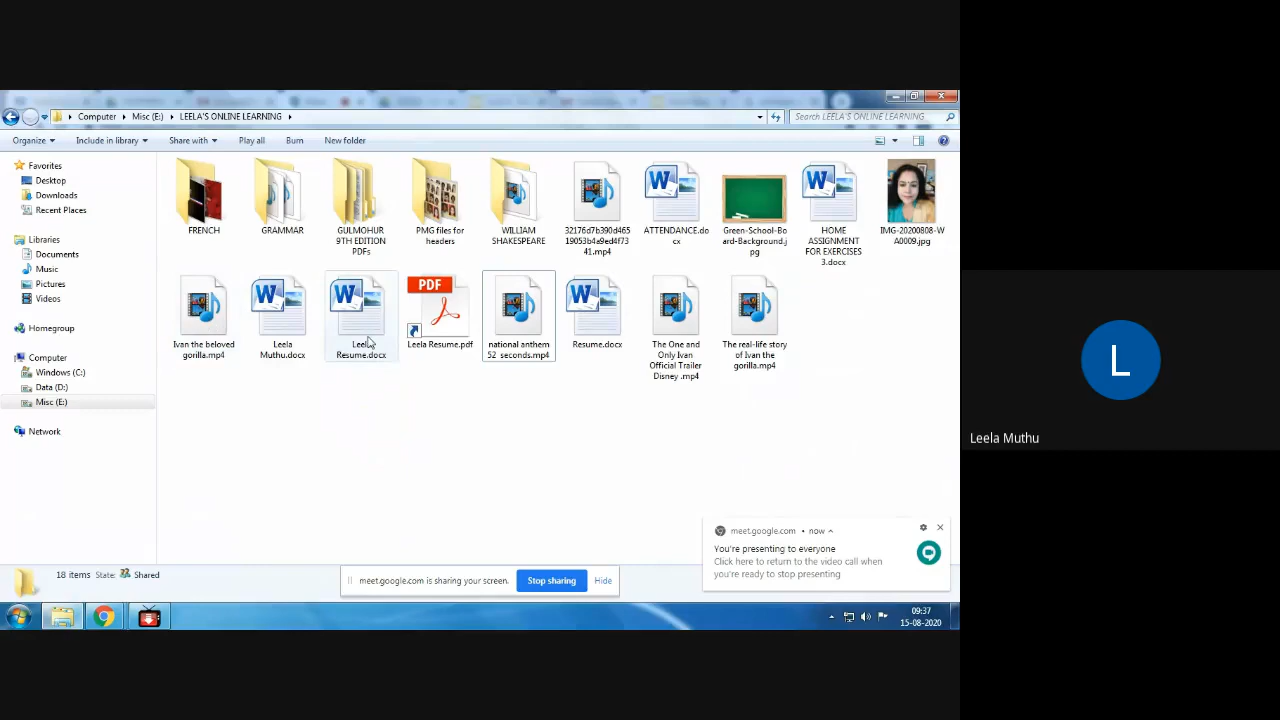 Computer
Misc (E:)
LEELA'S ONLINE LEARNING
Search LEELA'S ONLINE LEARNING
Organize
Include in library
Share with
Play all
Burn
New folder
Favorites
Desktop
Downloads
Recent Places
Libraries
Documents
Music
Pictures
Videos
Homegroup
Computer
Windows (C:)
Data (D:)
Misc (E:)
Network
FRENCH
GRAMMAR
GULMOHUR
9TH EDITION
PDFs
PMG files for
headers
WILLIAM
SHAKESPEARE
32176d7b390d465
19053b4a9ed4f73
41.mp4
ATTENDANCE.do
cx
Green-School-Bo
ard-Background.j
pg
HOME
ASSIGNMENT
FOR EXERCISES
3.docx
IMG-20200808-W
A0009.jpg
Ivan the beloved
gorilla.mp4
Leela
Muthu.docx
Leela
Resume.docx
PDF
Leela Resume.pdf
national anthem
52 seconds.mp4
Resume.docx
The One and
Only Ivan
Official Trailer
Disney .mp4
The real-life story
of Ivan the
gorilla.mp4
meet.google.com • now
You're presenting to everyone
Click here to return to the video call when
you're ready to stop presenting
18 items State: Shared
meet.google.com is sharing your screen.
Stop sharing
Hide
09:37
15-08-2020
L
Leela Muthu